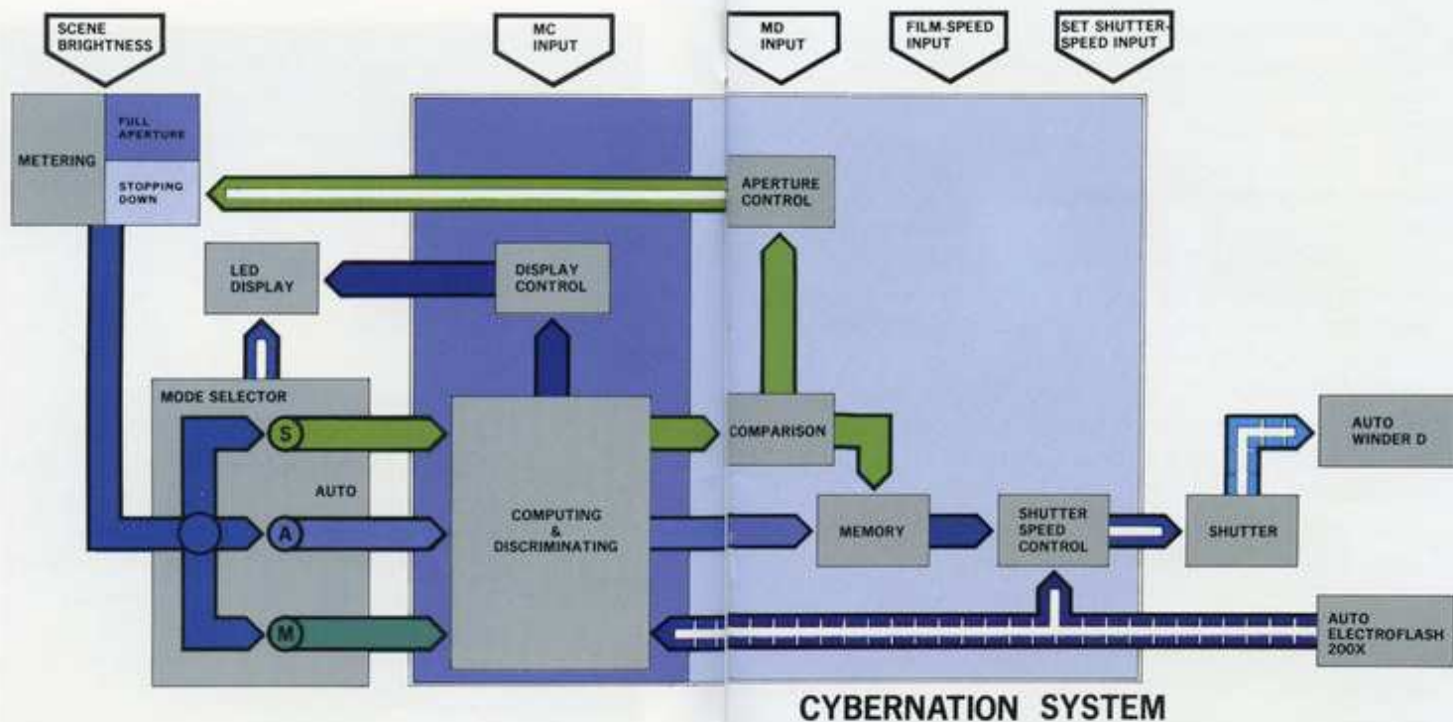 SCENE
BRIGHTNESS
MC
INPUT
MD
INPUT
FILM-SPEED
INPUT
SET SHUTTER-
SPEED INPUT
METERING
FULL
APERTURE
STOPPING
DOWN
APERTURE
CONTROL
LED
DISPLAY
DISPLAY
CONTROL
MODE SELECTOR
S
AUTO
A
M
COMPUTING
&
DISCRIMINATING
COMPARISON
MEMORY
SHUTTER
SPEED
CONTROL
SHUTTER
AUTO
WINDER D
AUTO
ELECTROFLASH
200X
CYBERNATION SYSTEM